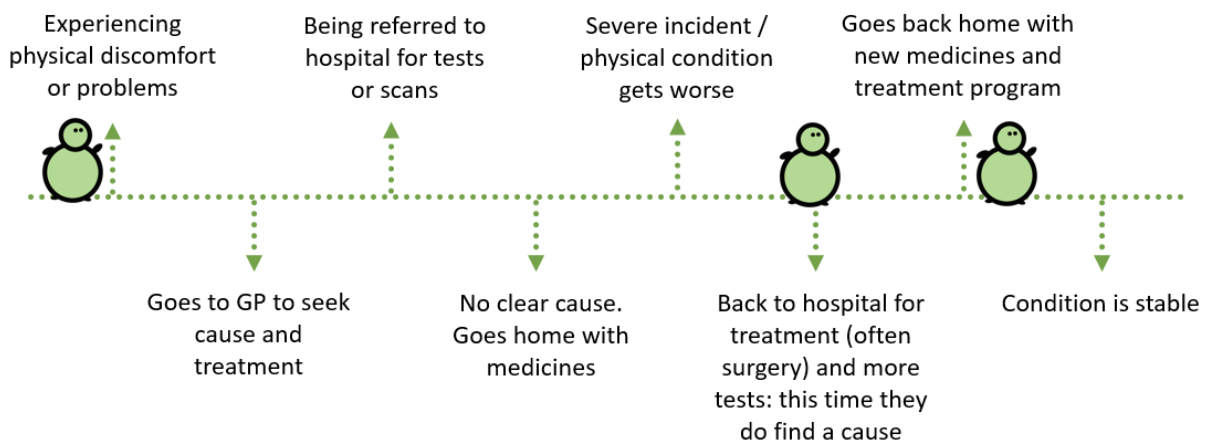 Experiencing
physical discomfort
or problems
Goes to GP to seek
cause and
treatment
Being referred to
hospital for tests
or scans
No clear cause.
Goes home with
medicines
Severe incident /
physical condition
gets worse
Back to hospital for
treatment (often
surgery) and more
tests: this time they
do find a cause
Goes back home with
new medicines and
treatment program
Condition is stable